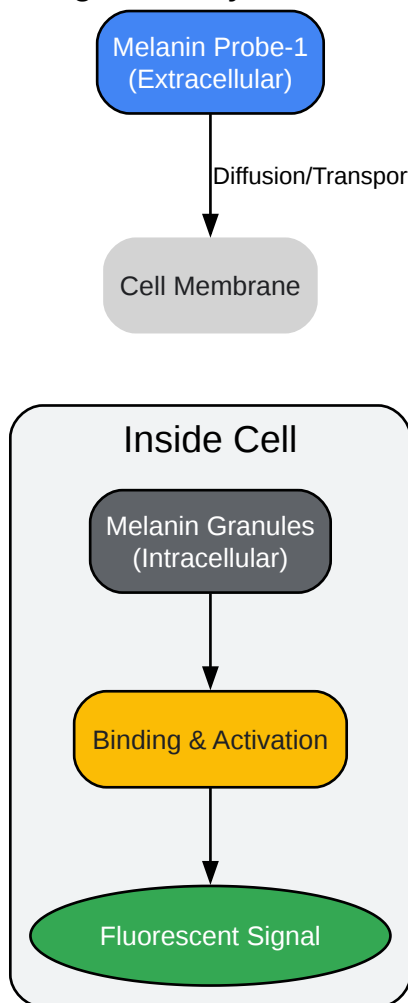 Melanin Probe-1
(Extracellular)
Diffusion/Transpor
Cell Membrane
Inside Cell
Melanin Granules
(Intracellular)
Binding & Activation
Fluorescent Signal